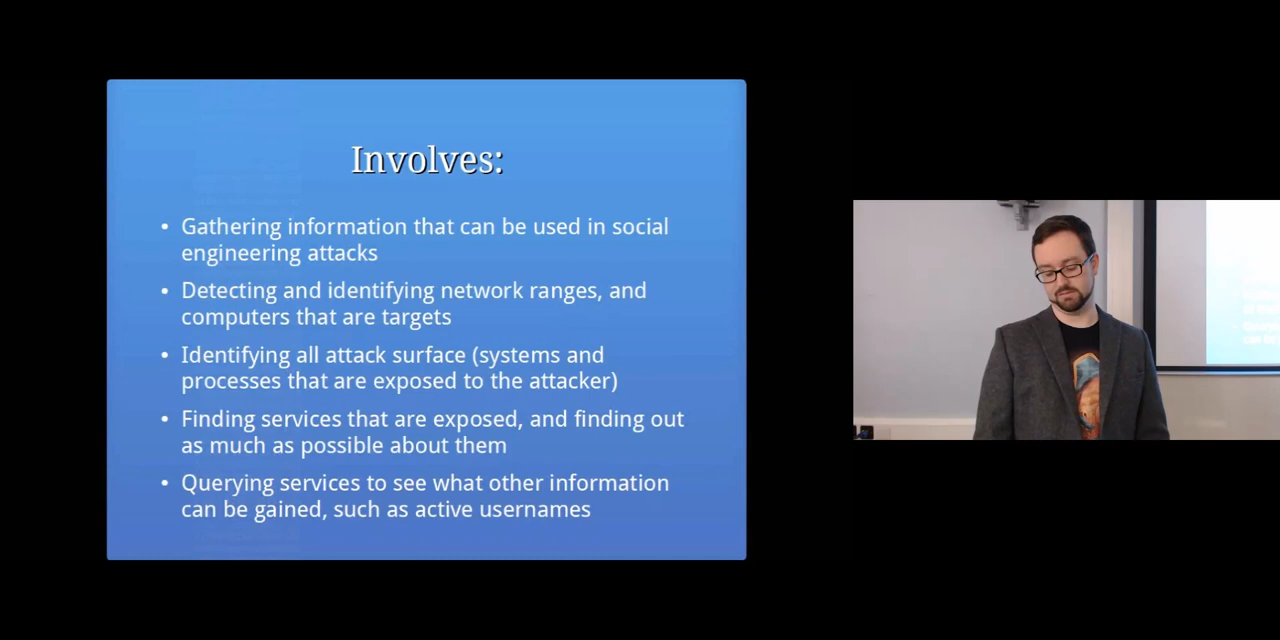 Involves:
• Gathering information that can be used in social
engineering attacks
• Detecting and identifying network ranges, and
computers that are targets
• Identifying all attack surface (systems and
processes that are exposed to the attacker)
• Finding services that are exposed, and finding out
as much as possible about them
• Querying services to see what other information
can be gained, such as active usernames